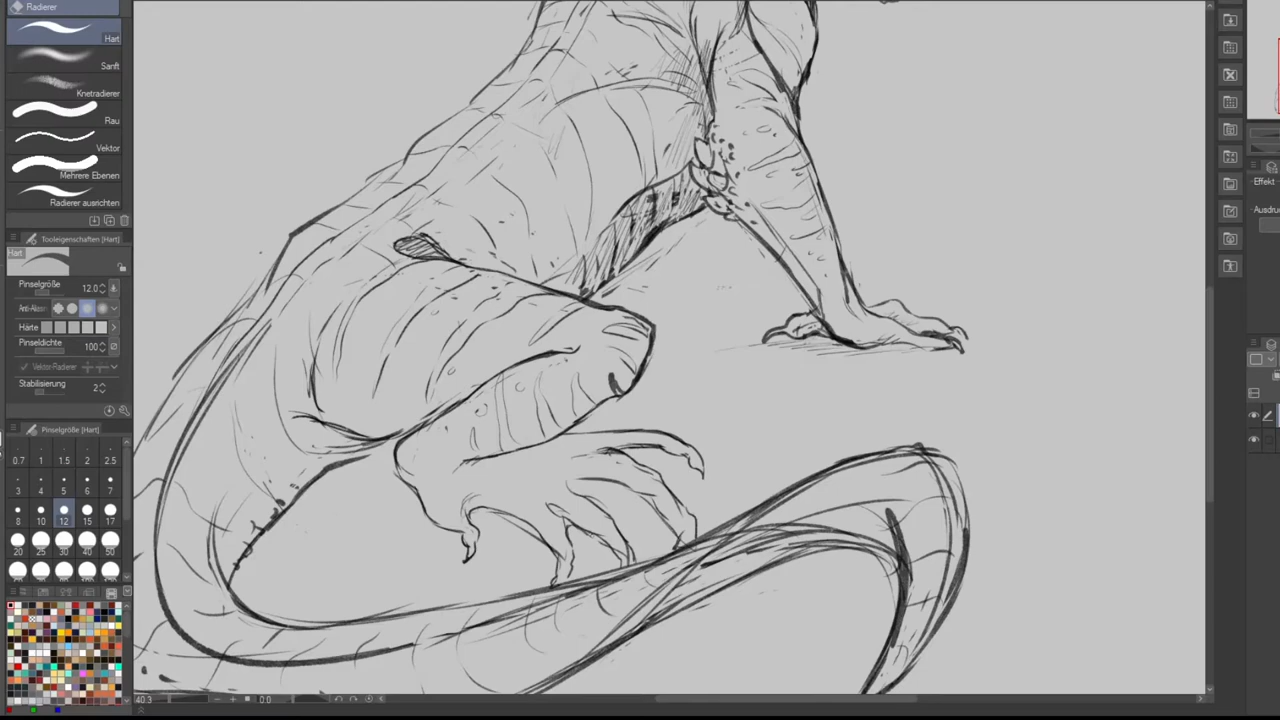 Radierer
Hart
Sanft
Knetradierer
Rau
Vektor
Mehrere Ebenen
Radierer ausrichten
Tooleigenschaften [Hart]
Hart
Pinselgröße 12.0
Anti-Alias
Härte
Pinseldichte 100
Vektor-Radierer
Stabilisierung 2
Pinselgröße [Hart]
0.7 1 1.5 2 2.5
3 4 5 6 7
8 10 12 15 17
20 25 30 40 50
40.3 0.0
Effekt
Ausdru